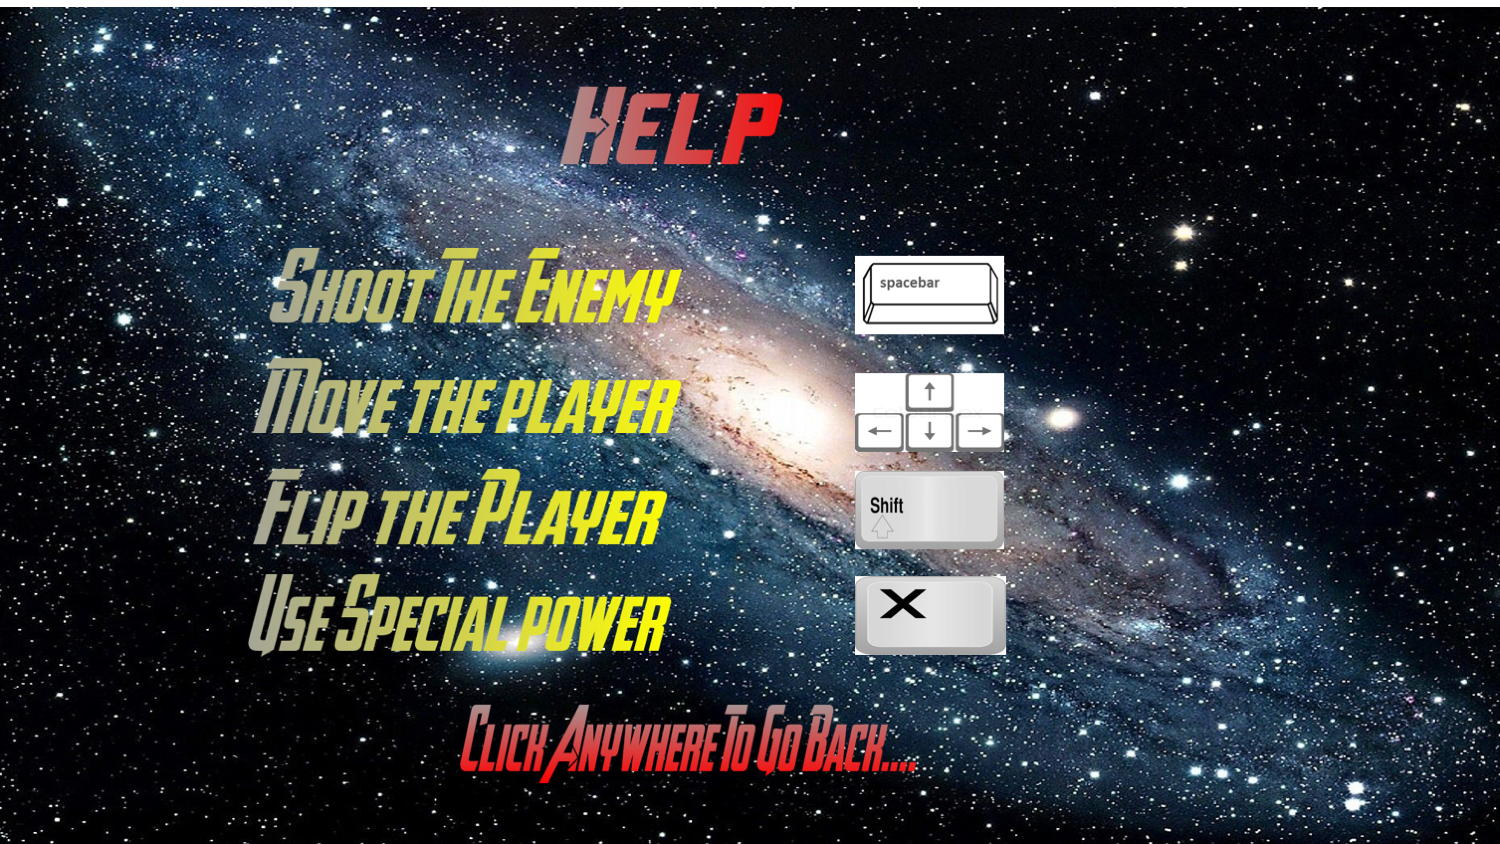 HELP
SHOOT THE ENEMY
spacebar
MOVE THE PLAYER
↑
← ↓ →
FLIP THE PLAYER
Shift
USE SPECIAL POWER
X
CLICK ANYWHERE TO GO BACK....